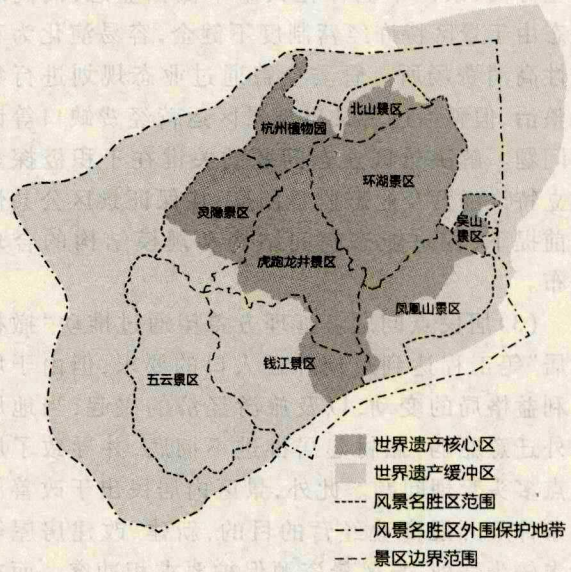 杭州植物园
北山景区
环湖景区
灵隐景区
吴山
景区
虎跑龙井景区
凤凰山景区
钱江景区
五云景区
世界遗产核心区
世界遗产缓冲区
风景名胜区范围
风景名胜区外围保护地带
景区边界范围